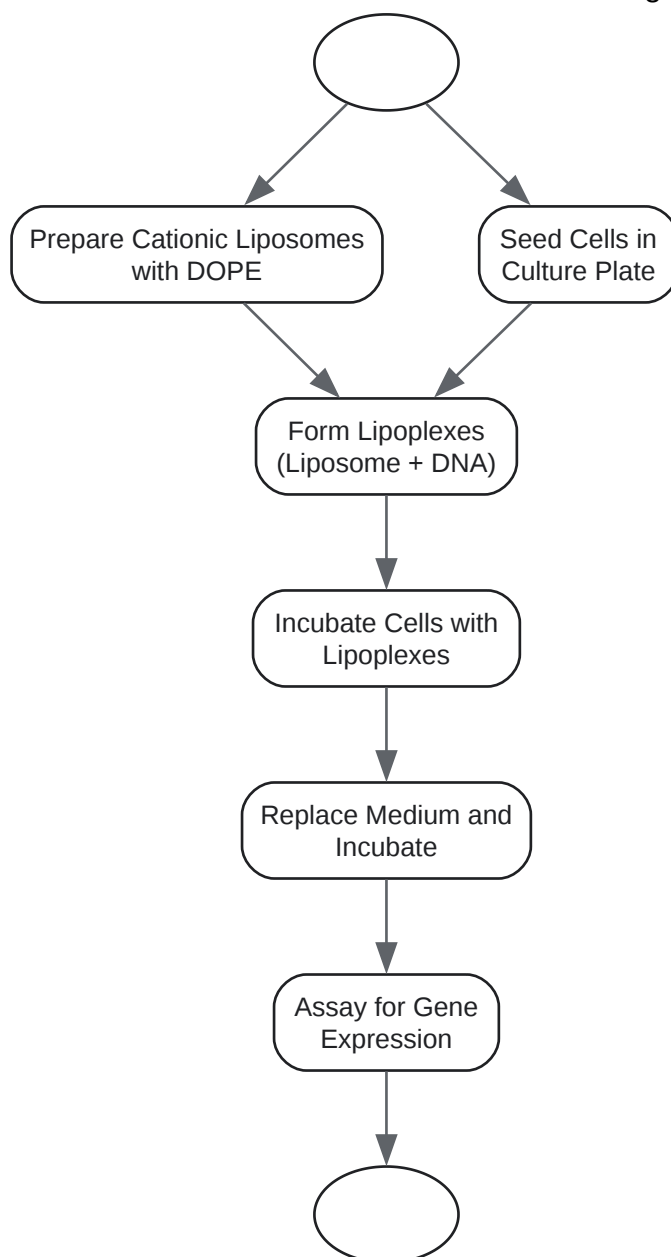 Prepare Cationic Liposomes
with DOPE
Seed Cells in
Culture Plate
Form Lipoplexes
(Liposome + DNA)
Incubate Cells with
Lipoplexes
Replace Medium and
Incubate
Assay for Gene
Expression